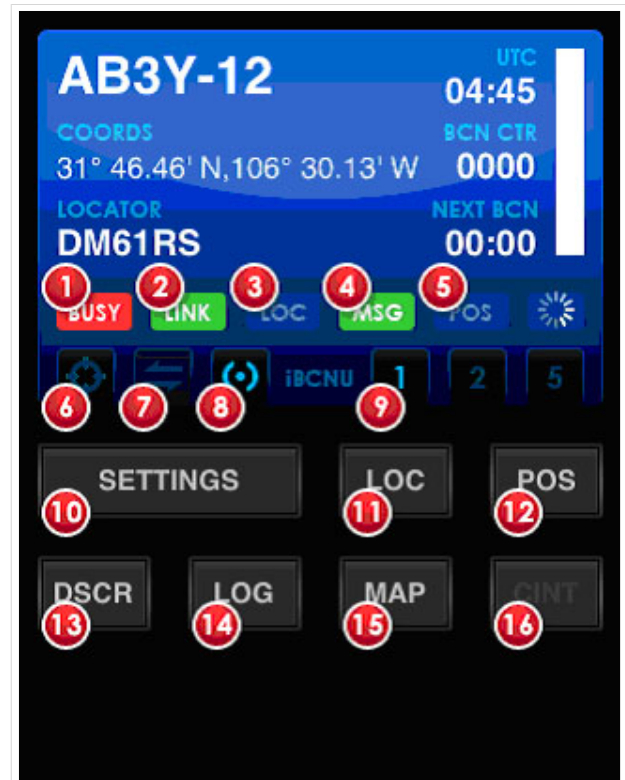 AB3Y-12
UTC
04:45
COORDS
BCN CTR
31° 46.46' N,106° 30.13' W
0000
LOCATOR
NEXT BCN
DM61RS
00:00
1 2 3 4 5
BUSY LINK LOC MSG POS
iBCNU 1 2 5
6 7 8 9
SETTINGS LOC POS
10 11 12
DSCR LOG MAP CINT
13 14 15 16